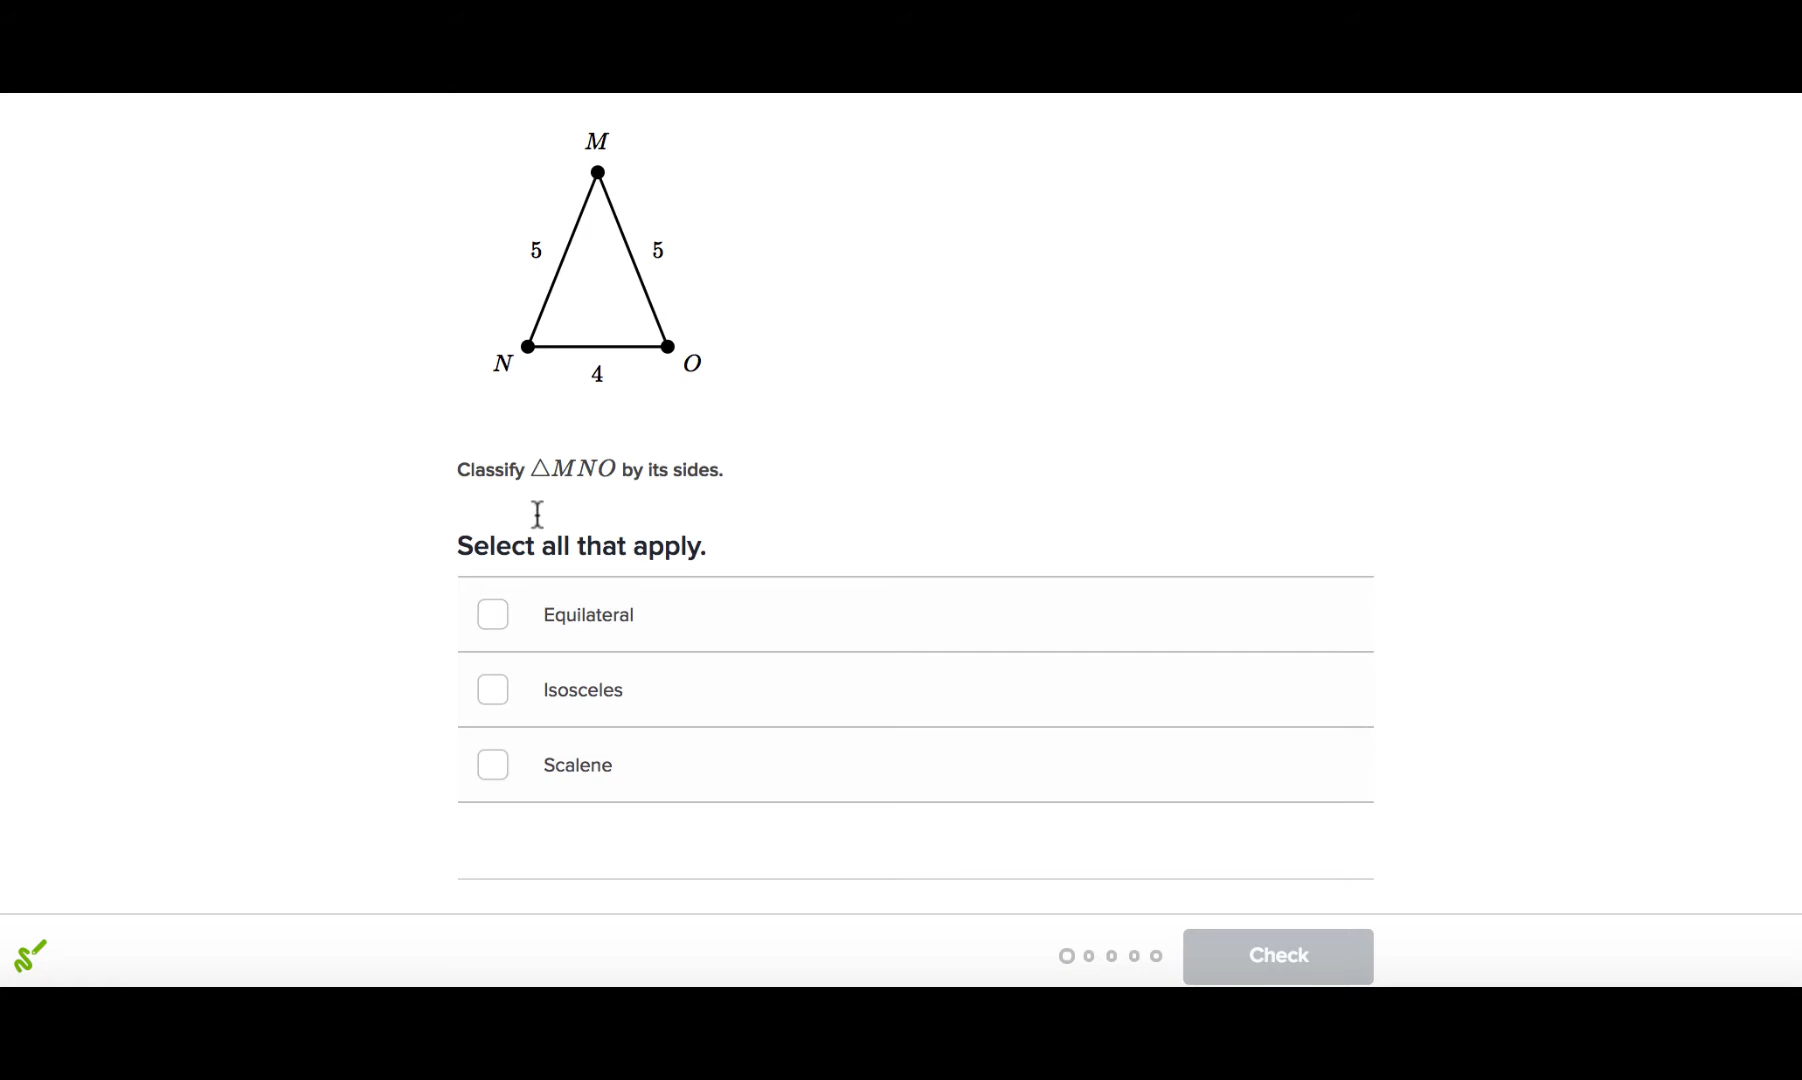 M
5 5
N O
4
Classify △MNO by its sides.
Select all that apply.
Equilateral
Isosceles
Scalene
Check